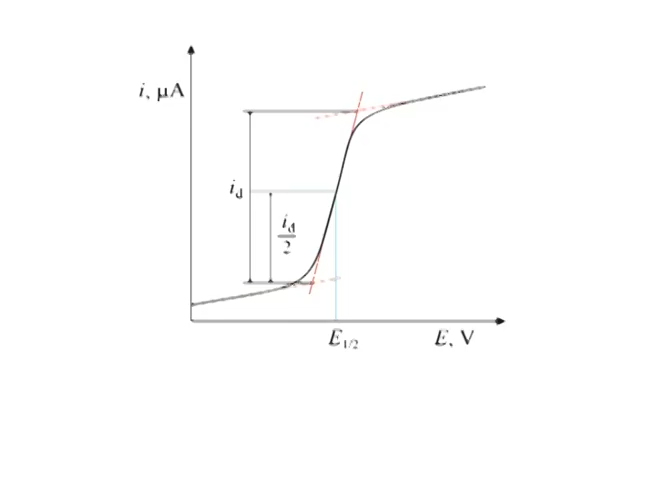 i, µA
i_d
i_d
2
E_1/2
E, V